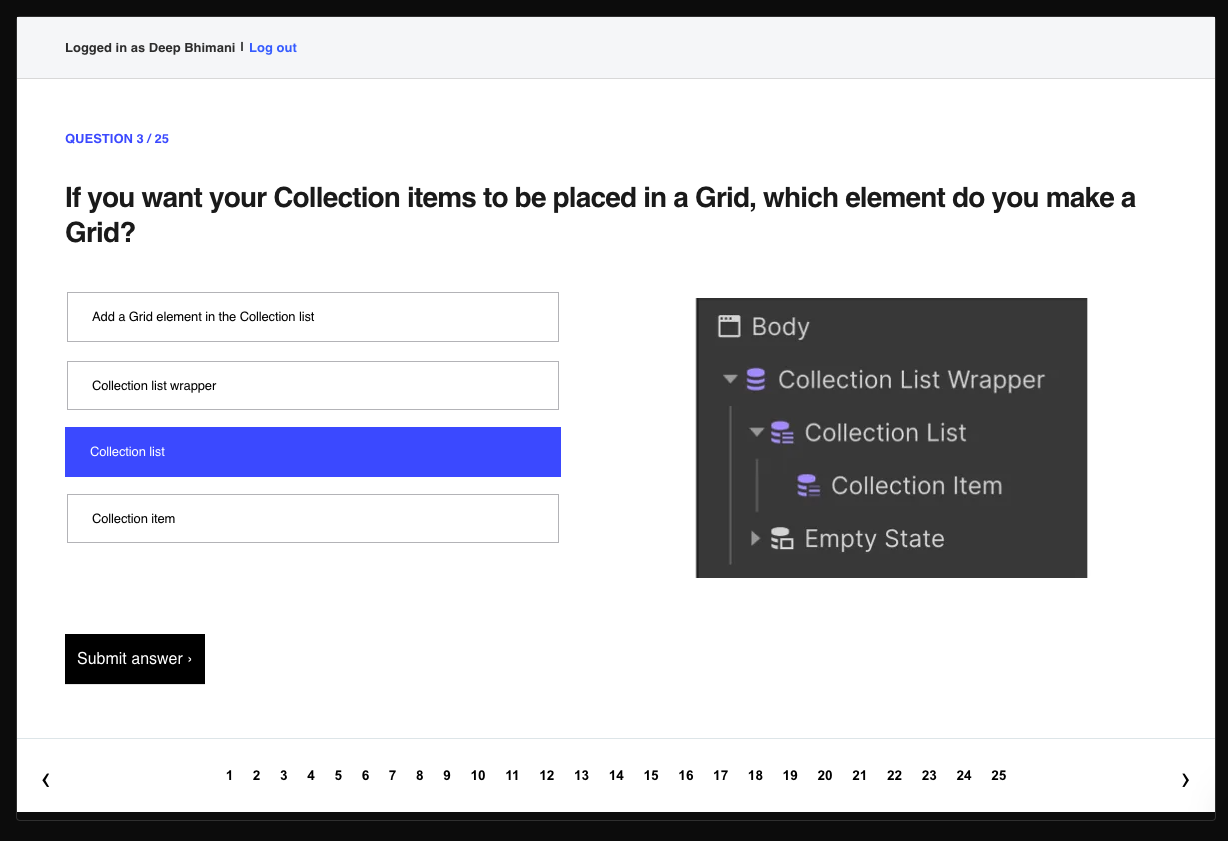 Logged in as Deep Bhimani | Log out
QUESTION 3 / 25
If you want your Collection items to be placed in a Grid, which element do you make a
Grid?
Add a Grid element in the Collection list
Collection list wrapper
Collection list
Collection item
Body
Collection List Wrapper
Collection List
Collection Item
Empty State
Submit answer ›
‹ 1 2 3 4 5 6 7 8 9 10 11 12 13 14 15 16 17 18 19 20 21 22 23 24 25 ›